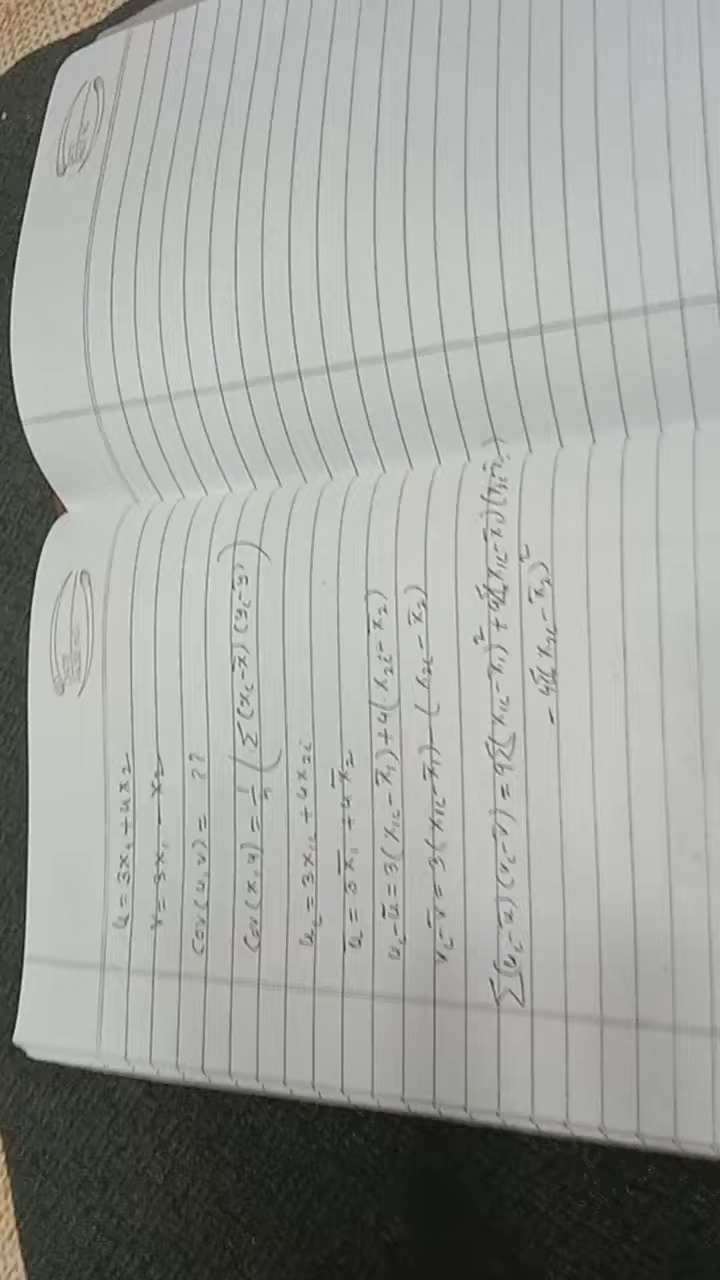 u = 3x₁ + 4x₂
v = 3x₁ - x₂
Cov(u,v) = ??
Cov(x,y) = 1/n (Σ(xᵢ-x̄)(yᵢ-ȳ))
uᵢ = 3x₁ᵢ + 4x₂ᵢ
ū = 3x̄₁ + 4x̄₂
uᵢ-ū = 3(x₁ᵢ-x̄₁) + 4(x₂ᵢ-x̄₂)
vᵢ-v̄ = 3(x₁ᵢ-x̄₁) - (x₂ᵢ-x̄₂)
Σ(uᵢ-ū)(vᵢ-v̄) = 9Σ(x₁ᵢ-x̄₁)² + 9Σ(x₁ᵢ-x̄₁)(x₂ᵢ-x̄₂)
- 4Σ(x₂ᵢ-x̄₂)²